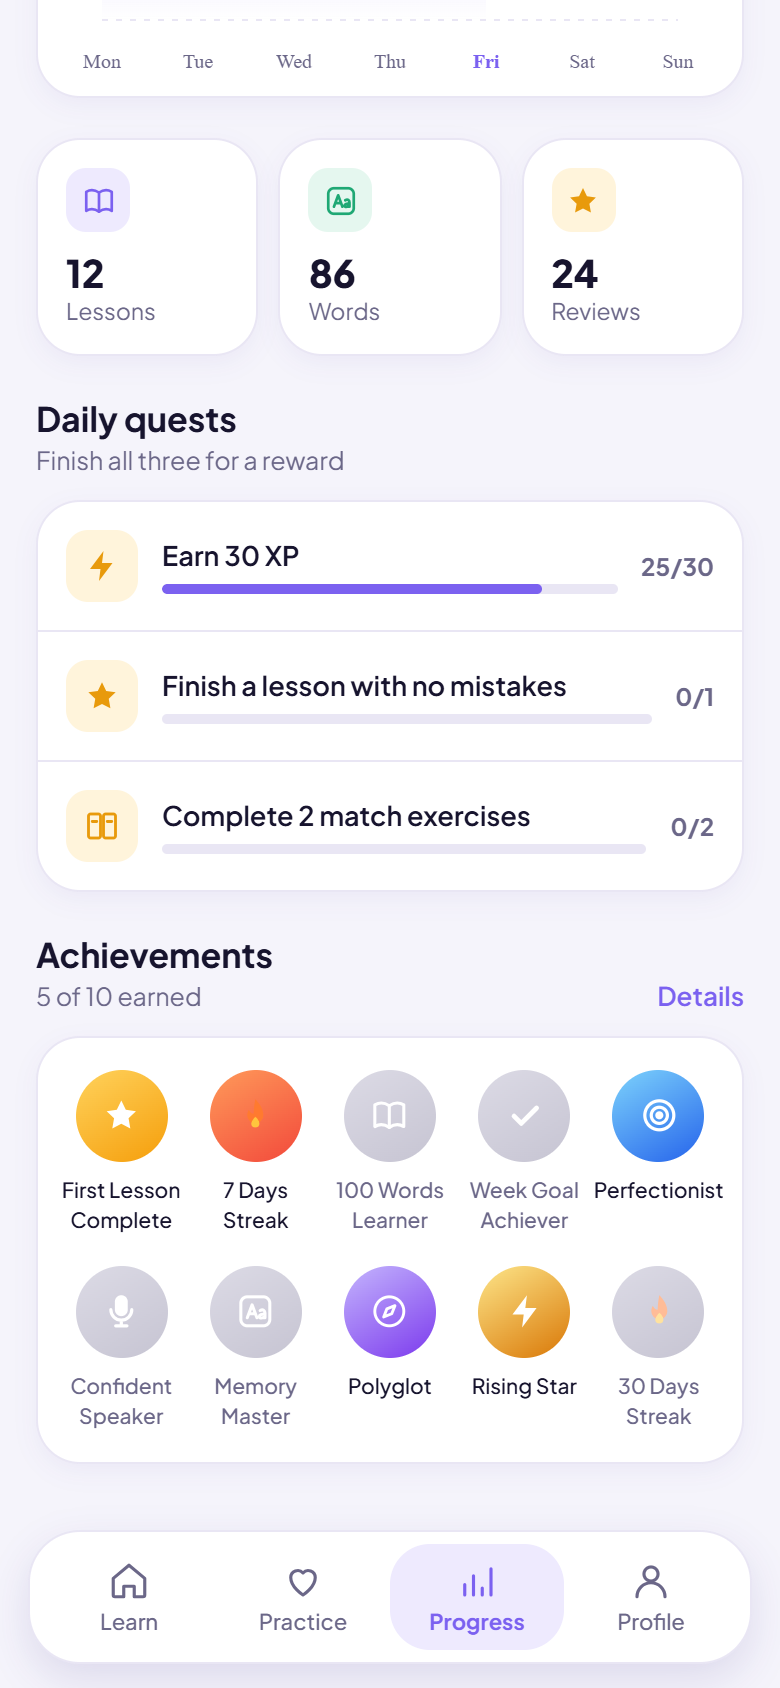 Mon Tue Wed Thu Fri Sat Sun
Aa
12 86 24
Lessons Words Reviews
Daily quests
Finish all three for a reward
Earn 30 XP
25/30
Finish a lesson with no mistakes
0/1
Complete 2 match exercises
0/2
Achievements
5 of 10 earned Details
First Lesson
Complete
7 Days
Streak
100 Words
Learner
Week Goal
Achiever
Perfectionist
Confident
Speaker
Aa
Memory
Master
Polyglot
Rising Star
30 Days
Streak
Learn Practice Progress Profile